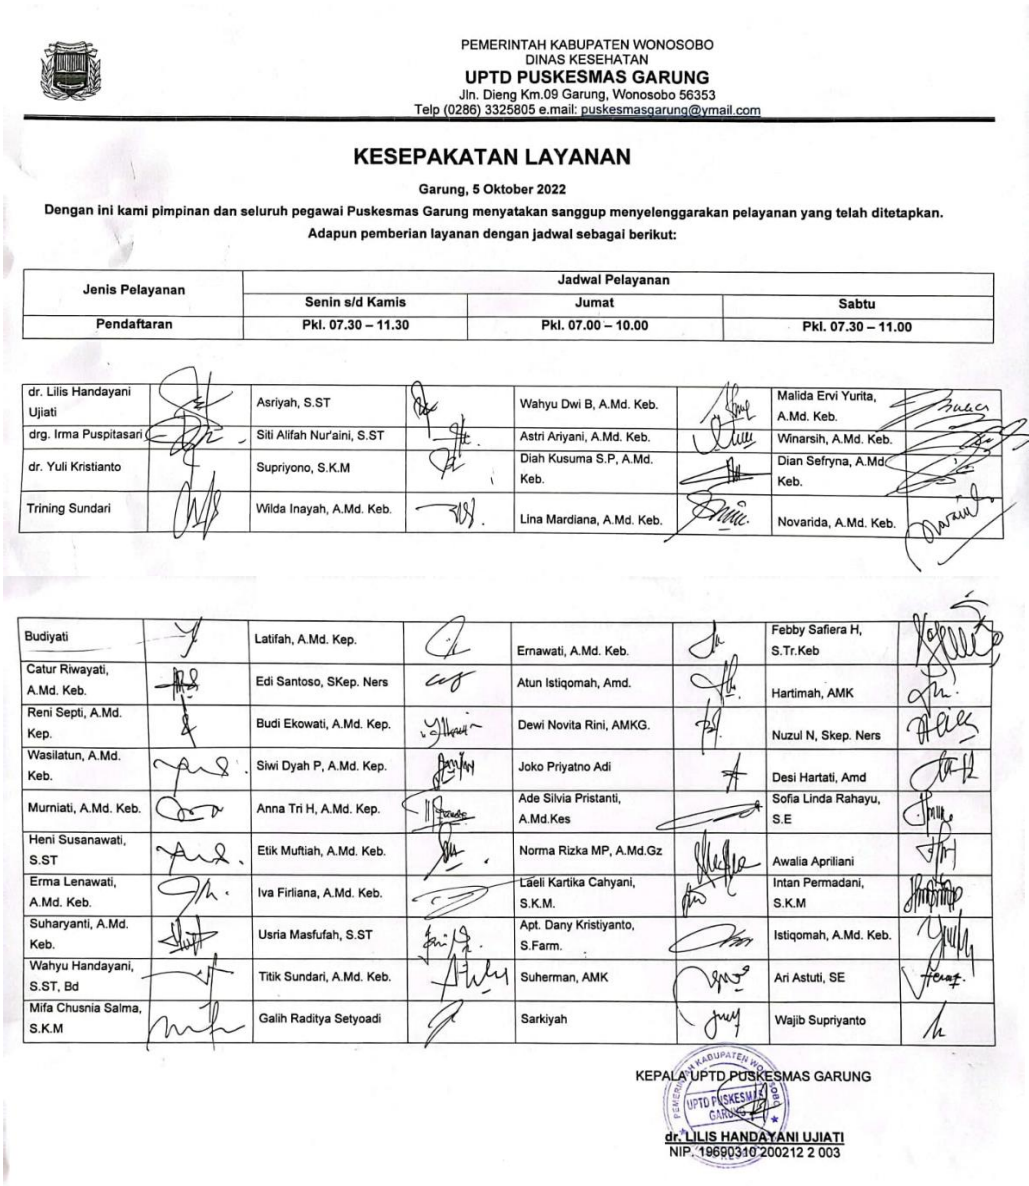 PEMERINTAH KABUPATEN WONOSOBO
DINAS KESEHATAN
UPTD PUSKESMAS GARUNG
Jln. Dieng Km.09 Garung, Wonosobo 56353
Telp (0286) 3325805 e.mail: puskesmasgarung@ymail.com
KESEPAKATAN LAYANAN
Garung, 5 Oktober 2022
Dengan ini kami pimpinan dan seluruh pegawai Puskesmas Garung menyatakan sanggup menyelenggarakan pelayanan yang telah ditetapkan.
Adapun pemberian layanan dengan jadwal sebagai berikut:
Jenis Pelayanan
Jadwal Pelayanan
Senin s/d Kamis
Jumat
Sabtu
Pendaftaran
Pkl. 07.30 – 11.30
Pkl. 07.00 – 10.00
Pkl. 07.30 – 11.00
dr. Lilis Handayani
Ujiati
Asriyah, S.ST
Wahyu Dwi B, A.Md. Keb.
Malida Ervi Yurita,
A.Md. Keb.
drg. Irma Puspitasari
Siti Alifah Nur'aini, S.ST
Astri Ariyani, A.Md. Keb.
Winarsih, A.Md. Keb.
dr. Yuli Kristianto
Supriyono, S.K.M
Diah Kusuma S.P, A.Md.
Keb.
Dian Sefryna, A.Md
Keb.
Trining Sundari
Wilda Inayah, A.Md. Keb.
Lina Mardiana, A.Md. Keb.
Novarida, A.Md. Keb.
Budiyati
Latifah, A.Md. Kep.
Ernawati, A.Md. Keb.
Febby Safiera H,
S.Tr.Keb
Catur Riwayati,
A.Md. Keb.
Edi Santoso, SKep. Ners
Atun Istiqomah, Amd.
Hartimah, AMK
Reni Septi, A.Md.
Kep.
Budi Ekowati, A.Md. Kep.
Dewi Novita Rini, AMKG.
Nuzul N, Skep. Ners
Wasilatun, A.Md.
Keb.
Siwi Dyah P, A.Md. Kep.
Joko Priyatno Adi
Desi Hartati, Amd
Murniati, A.Md. Keb.
Anna Tri H, A.Md. Kep.
Ade Silvia Pristanti,
A.Md.Kes
Sofia Linda Rahayu,
S.E
Heni Susanawati,
S.ST
Etik Muftiah, A.Md. Keb.
Norma Rizka MP, A.Md.Gz
Awalia Apriliani
Erma Lenawati,
A.Md. Keb.
Iva Firliana, A.Md. Keb.
Laeli Kartika Cahyani,
S.K.M.
Intan Permadani,
S.K.M
Suharyanti, A.Md.
Keb.
Usria Masfufah, S.ST
Apt. Dany Kristiyanto,
S.Farm.
Istiqomah, A.Md. Keb.
Wahyu Handayani,
S.ST, Bd
Titik Sundari, A.Md. Keb.
Suherman, AMK
Ari Astuti, SE
Mifa Chusnia Salma,
S.K.M
Galih Raditya Setyoadi
Sarkiyah
Wajib Supriyanto
KEPALA UPTD PUSKESMAS GARUNG
UPTD PUSKESMAS
GARUNG
dr. LILIS HANDAYANI UJIATI
NIP. 19690310 200212 2 003